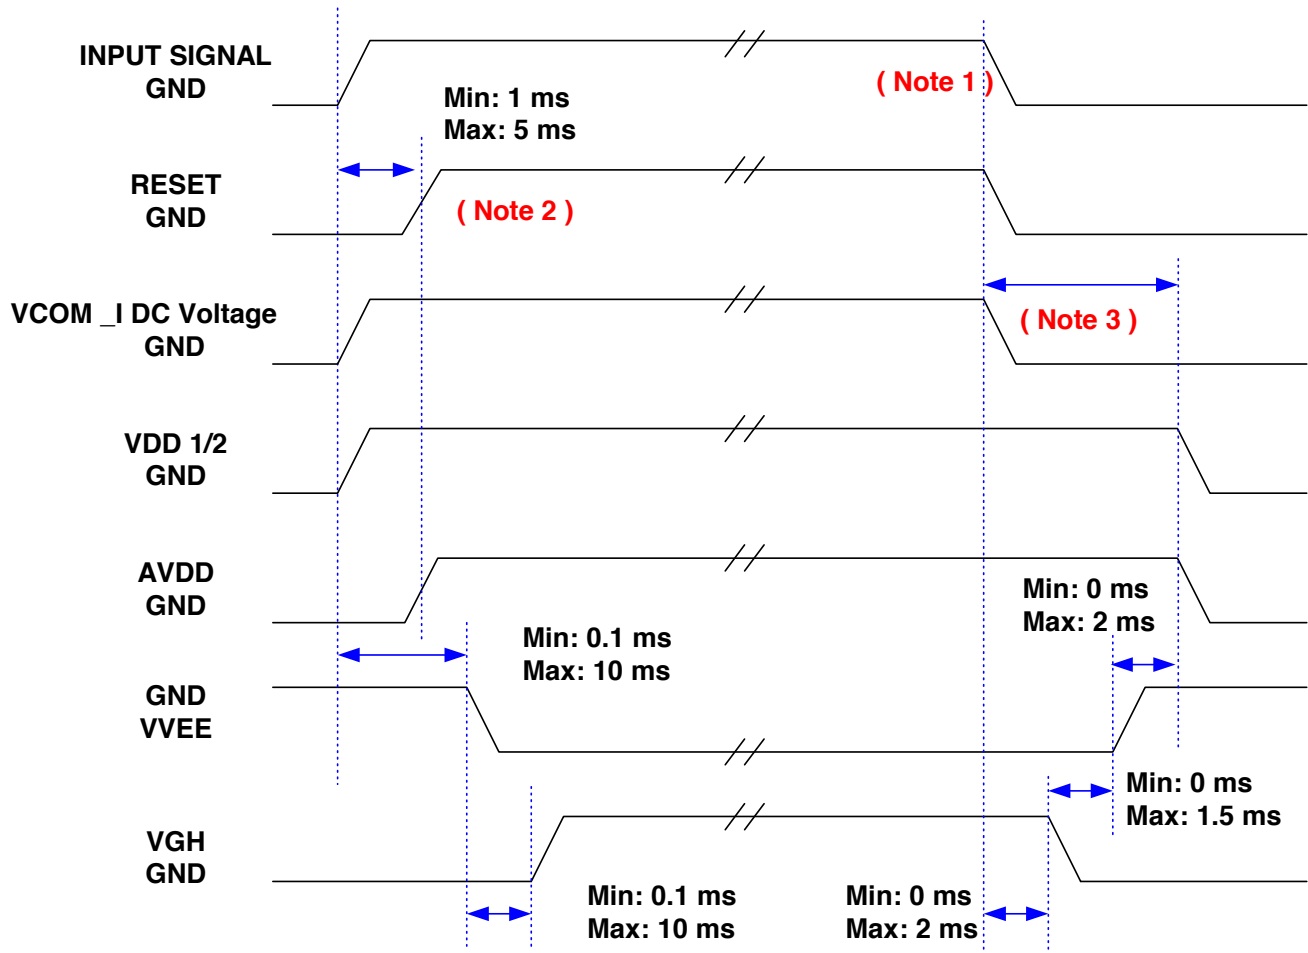 INPUT SIGNAL
GND
( Note 1 )
Min: 1 ms
Max: 5 ms
RESET
GND
( Note 2 )
VCOM _I DC Voltage
GND
( Note 3 )
VDD 1/2
GND
AVDD
GND
Min: 0 ms
Max: 2 ms
Min: 0.1 ms
Max: 10 ms
GND
VVEE
Min: 0 ms
Max: 1.5 ms
VGH
GND
Min: 0.1 ms
Max: 10 ms
Min: 0 ms
Max: 2 ms